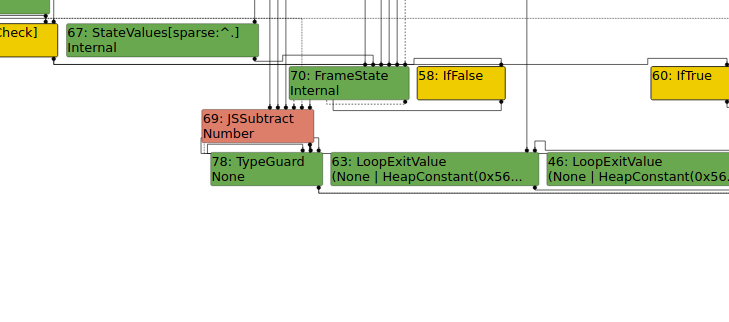 Check]
67: StateValues[sparse:^.]
Internal
70: FrameState
Internal
58: IfFalse
60: IfTrue
69: JSSubtract
Number
78: TypeGuard
None
63: LoopExitValue
(None | HeapConstant(0x56...
46: LoopExitValue
(None | HeapConstant(0x56.